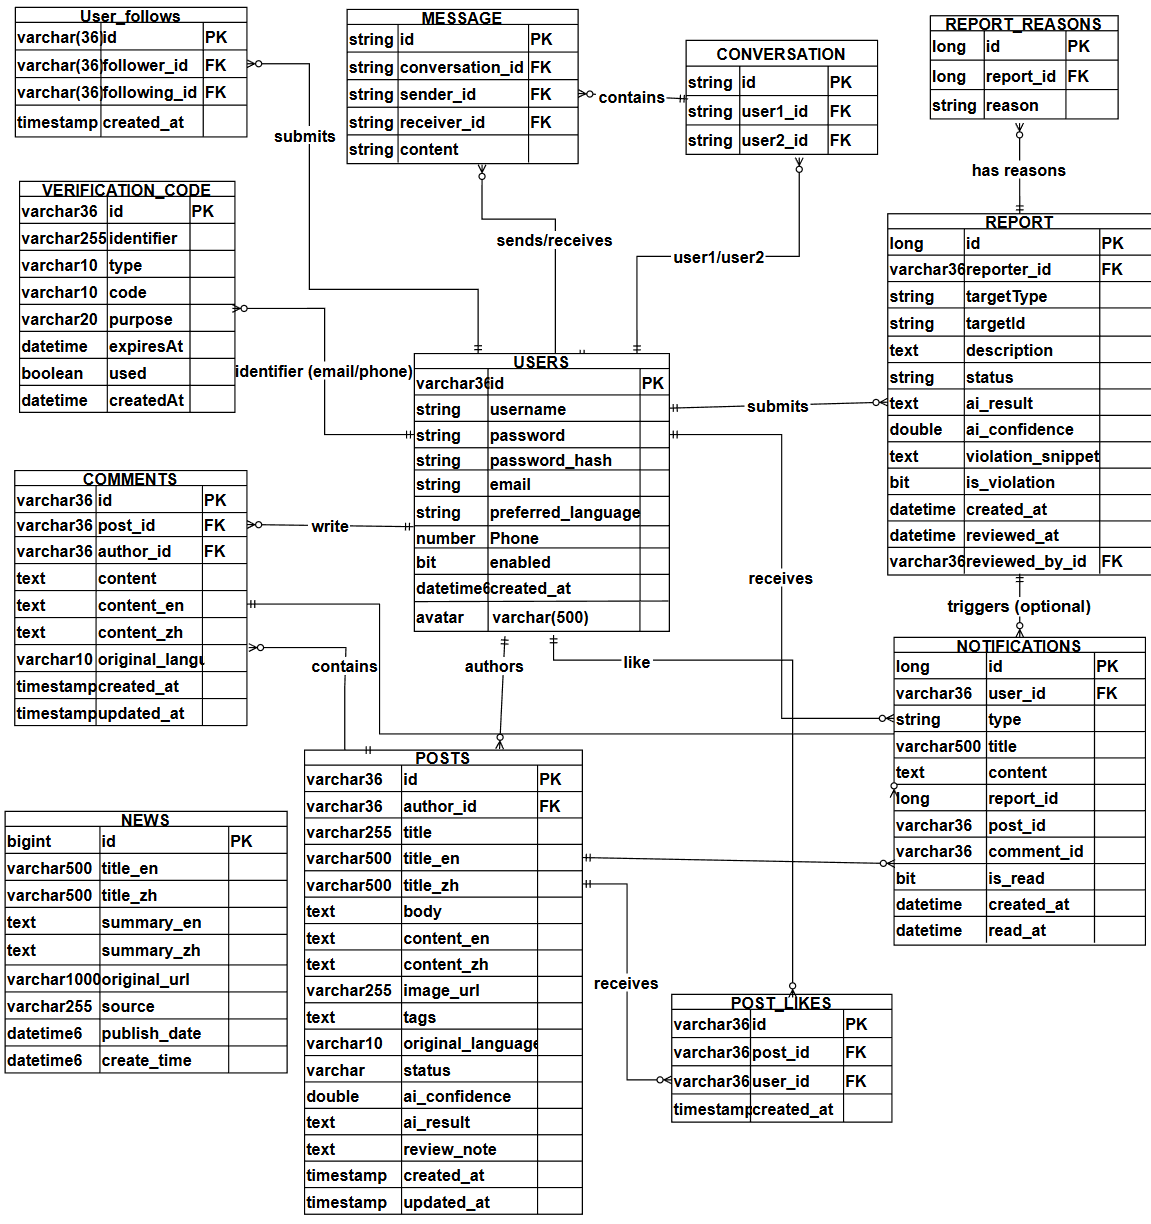 User_follows
varchar(36) id PK
varchar(36) follower_id FK
varchar(36) following_id FK
timestamp created_at
MESSAGE
string id PK
string conversation_id FK
string sender_id FK
string receiver_id FK
string content
CONVERSATION
string id PK
string user1_id FK
string user2_id FK
REPORT_REASONS
long id PK
long report_id FK
string reason
contains
submits
has reasons
sends/receives
user1/user2
VERIFICATION_CODE
varchar36 id PK
varchar255 identifier
varchar10 type
varchar10 code
varchar20 purpose
datetime expiresAt
boolean used
datetime createdAt
identifier (email/phone)
USERS
varchar36 id PK
string username
string password
string password_hash
string email
string preferred_language
number Phone
bit enabled
datetime6 created_at
avatar varchar(500)
submits
REPORT
long id PK
varchar36 reporter_id FK
string targetType
string targetId
text description
string status
text ai_result
double ai_confidence
text violation_snippet
bit is_violation
datetime created_at
datetime reviewed_at
varchar36 reviewed_by_id FK
COMMENTS
varchar36 id PK
varchar36 post_id FK
varchar36 author_id FK
text content
text content_en
text content_zh
varchar10 original_langu
timestamp created_at
timestamp updated_at
write
receives
triggers (optional)
contains
authors
like
NOTIFICATIONS
long id PK
varchar36 user_id FK
string type
varchar500 title
text content
long report_id
varchar36 post_id
varchar36 comment_id
bit is_read
datetime created_at
datetime read_at
POSTS
varchar36 id PK
varchar36 author_id FK
varchar255 title
varchar500 title_en
varchar500 title_zh
text body
text content_en
text content_zh
varchar255 image_url
text tags
varchar10 original_language
varchar status
double ai_confidence
text ai_result
text review_note
timestamp created_at
timestamp updated_at
NEWS
bigint id PK
varchar500 title_en
varchar500 title_zh
text summary_en
text summary_zh
varchar1000 original_url
varchar255 source
datetime6 publish_date
datetime6 create_time
receives
POST_LIKES
varchar36 id PK
varchar36 post_id FK
varchar36 user_id FK
timestamp created_at